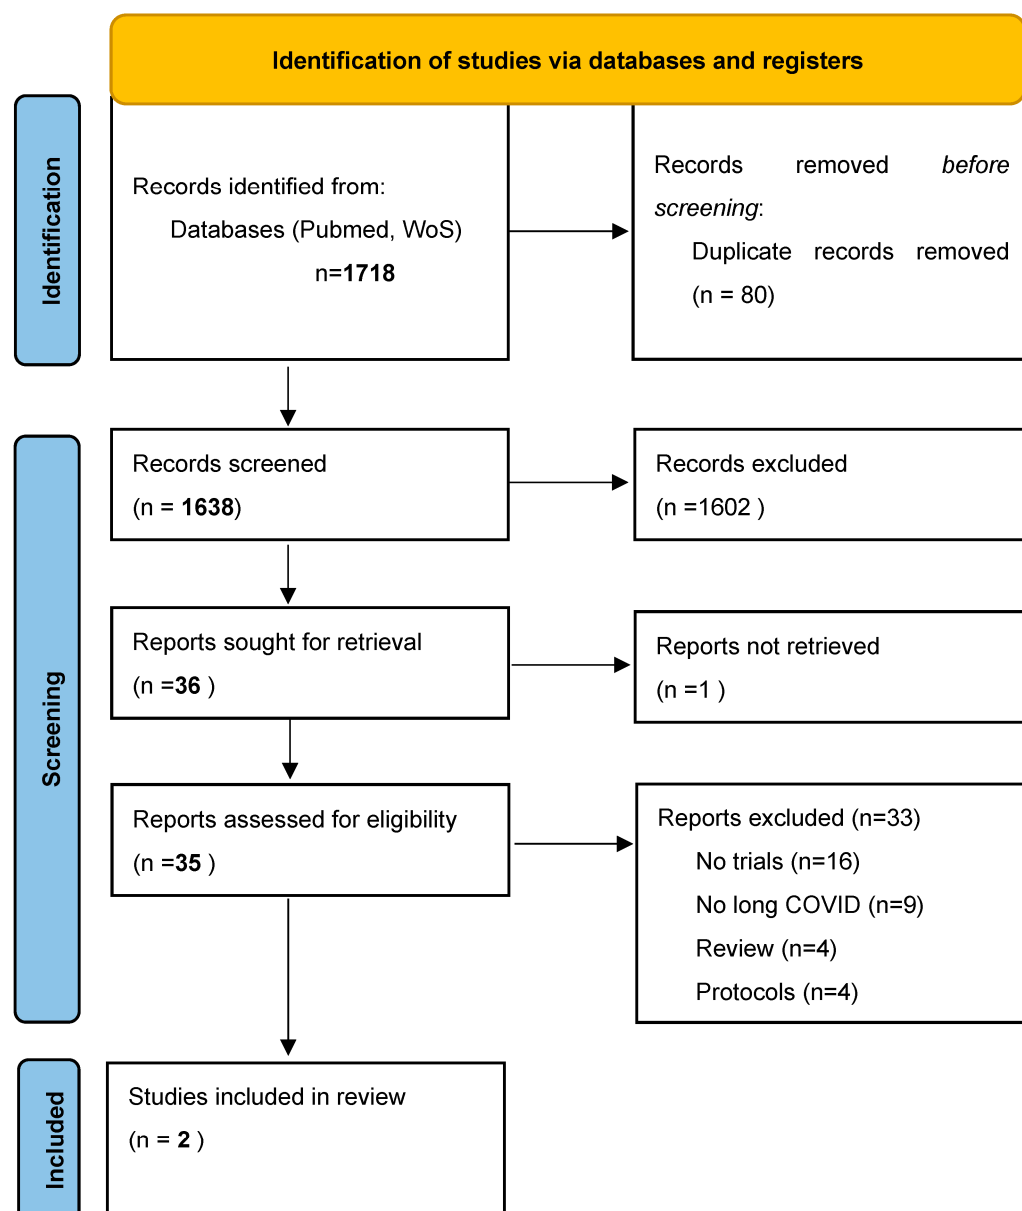 Identification of studies via databases and registers
Identification
Records identified from:
Databases (Pubmed, WoS)
n=1718
Records removed before
screening:
Duplicate records removed
(n = 80)
Screening
Records screened
(n = 1638)
Records excluded
(n =1602 )
Reports sought for retrieval
(n =36 )
Reports not retrieved
(n =1 )
Reports assessed for eligibility
(n =35 )
Reports excluded (n=33)
No trials (n=16)
No long COVID (n=9)
Review (n=4)
Protocols (n=4)
Included
Studies included in review
(n = 2 )